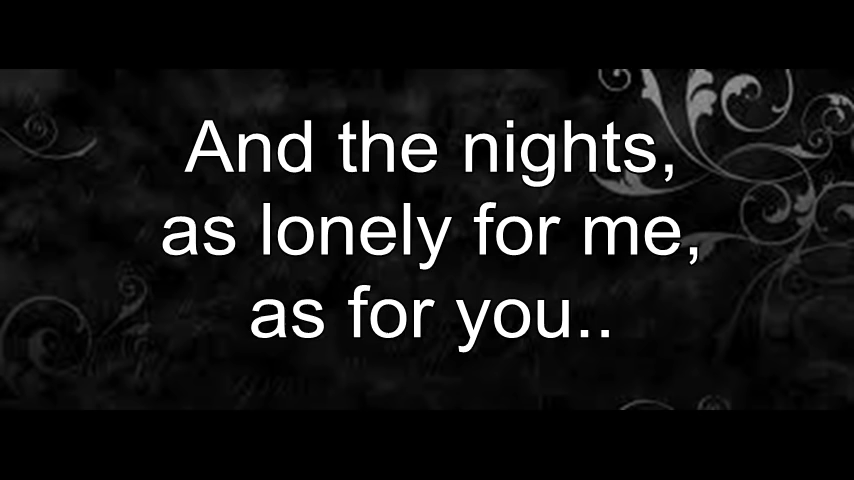 And the nights,
as lonely for me,
as for you..